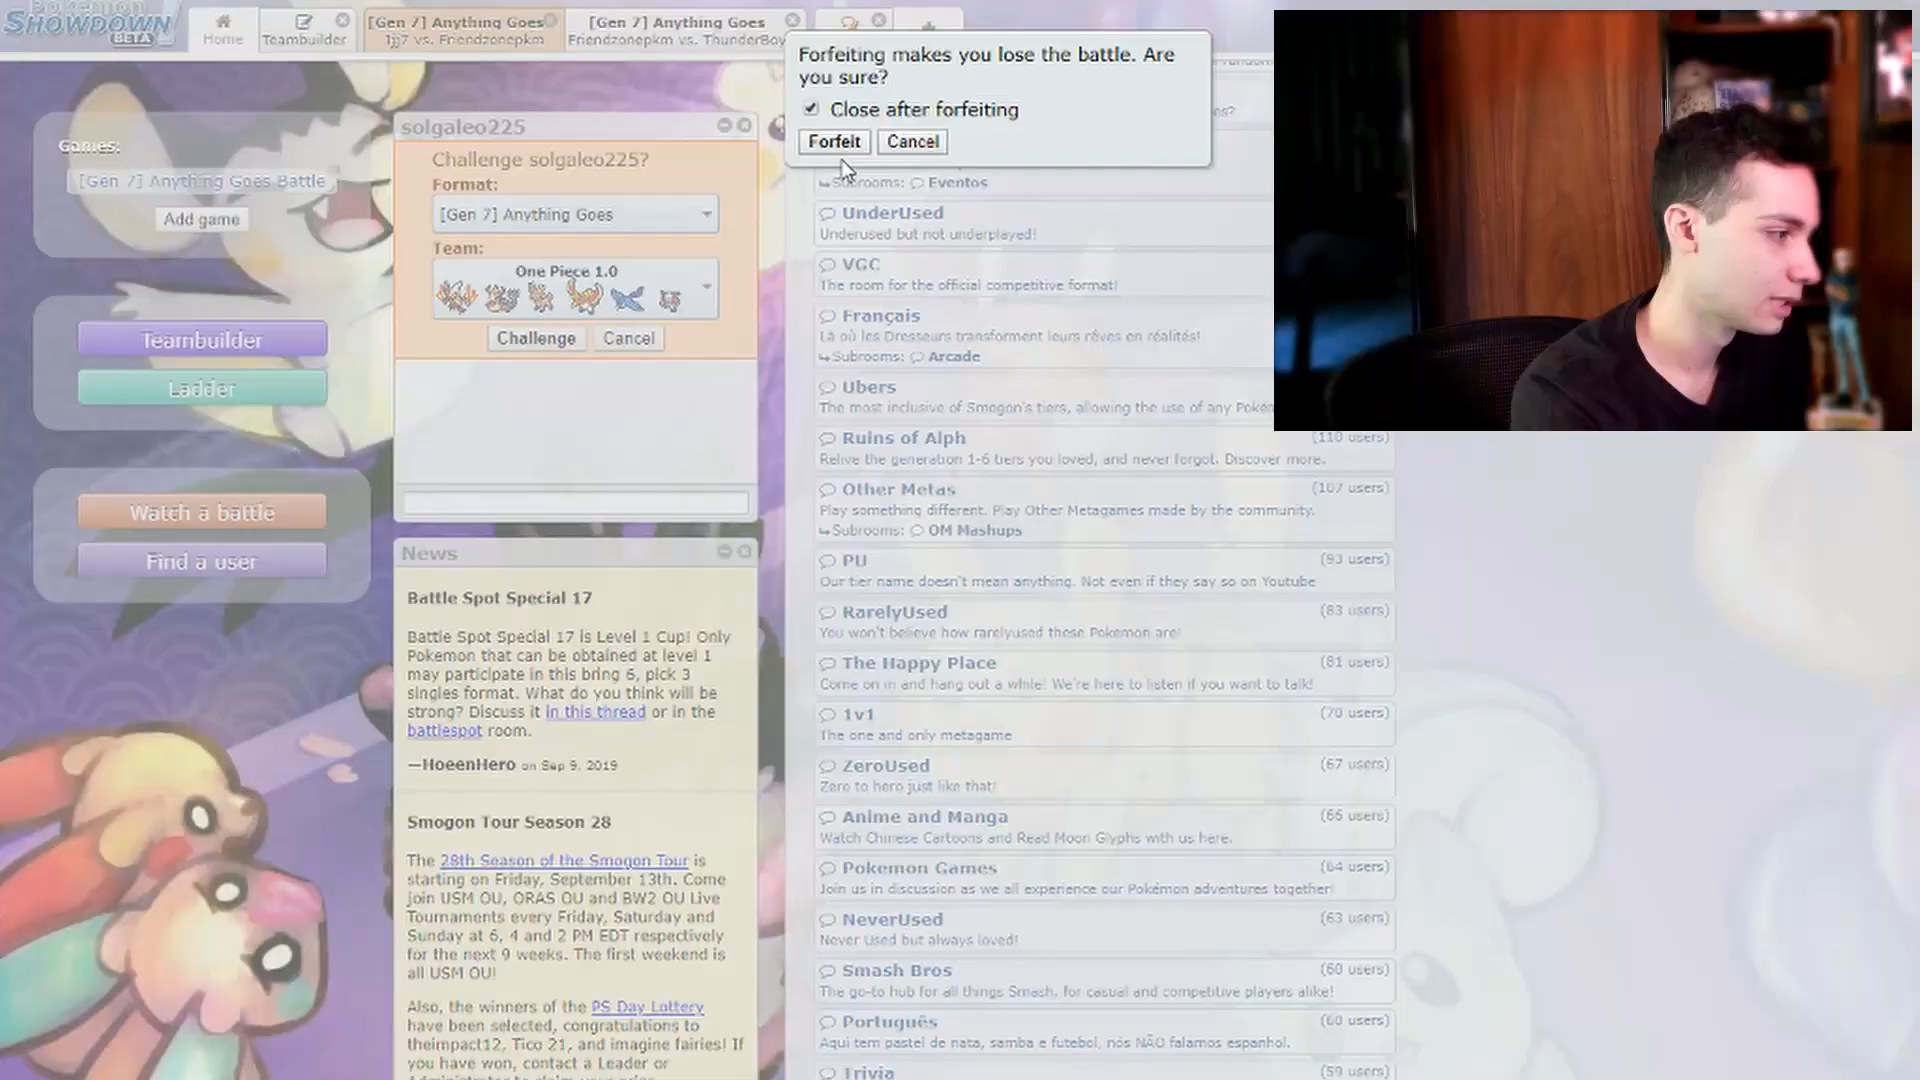 Pokémon
SHOWDOWN
BETA
Home
Teambuilder
[Gen 7] Anything Goes
1jj7 vs. Friendzonepkm
[Gen 7] Anything Goes
Friendzonepkm vs. ThunderBoy
Forfeiting makes you lose the battle. Are
you sure?
Close after forfeiting
Forfeit Cancel
Games:
[Gen 7] Anything Goes Battle
Add game
Teambuilder
Ladder
Watch a battle
Find a user
solgaleo225
Challenge solgaleo225?
Format:
[Gen 7] Anything Goes
Team:
One Piece 1.0
Challenge Cancel
News
Battle Spot Special 17
Battle Spot Special 17 is Level 1 Cup! Only
Pokemon that can be obtained at level 1
may participate in this bring 6, pick 3
singles format. What do you think will be
strong? Discuss it in this thread or in the
battlespot room.
—HoeenHero on Sep 9, 2019
Smogon Tour Season 28
The 28th Season of the Smogon Tour is
starting on Friday, September 13th. Come
join USM OU, ORAS OU and BW2 OU Live
Tournaments every Friday, Saturday and
Sunday at 6, 4 and 2 PM EDT respectively
for the next 9 weeks. The first weekend is
all USM OU!
Also, the winners of the PS Day Lottery
have been selected, congratulations to
theimpact12, Tico 21, and imagine fairies! If
you have won, contact a Leader or
Subrooms: Eventos
UnderUsed
Underused but not underplayed!
VGC
The room for the official competitive format!
Français
Là où les Dresseurs transforment leurs rêves en réalités!
Subrooms: Arcade
Ubers
The most inclusive of Smogon's tiers, allowing the use of any Poké
Ruins of Alph (110 users)
Relive the generation 1-6 tiers you loved, and never forgot. Discover more.
Other Metas (107 users)
Play something different. Play Other Metagames made by the community.
Subrooms: OM Mashups
PU (93 users)
Our tier name doesn't mean anything. Not even if they say so on Youtube
RarelyUsed (83 users)
You won't believe how rarelyused these Pokemon are!
The Happy Place (81 users)
Come on in and hang out a while! We're here to listen if you want to talk!
1v1 (70 users)
The one and only metagame
ZeroUsed (67 users)
Zero to hero just like that!
Anime and Manga (66 users)
Watch Chinese Cartoons and Read Moon Glyphs with us here.
Pokemon Games (64 users)
Join us in discussion as we all experience our Pokémon adventures together!
NeverUsed (63 users)
Never Used but always loved!
Smash Bros (60 users)
The go-to hub for all things Smash, for casual and competitive players alike!
Português (60 users)
Aqui tem pastel de nata, samba e futebol, nós NÃO falamos espanhol.
Trivia (59 users)